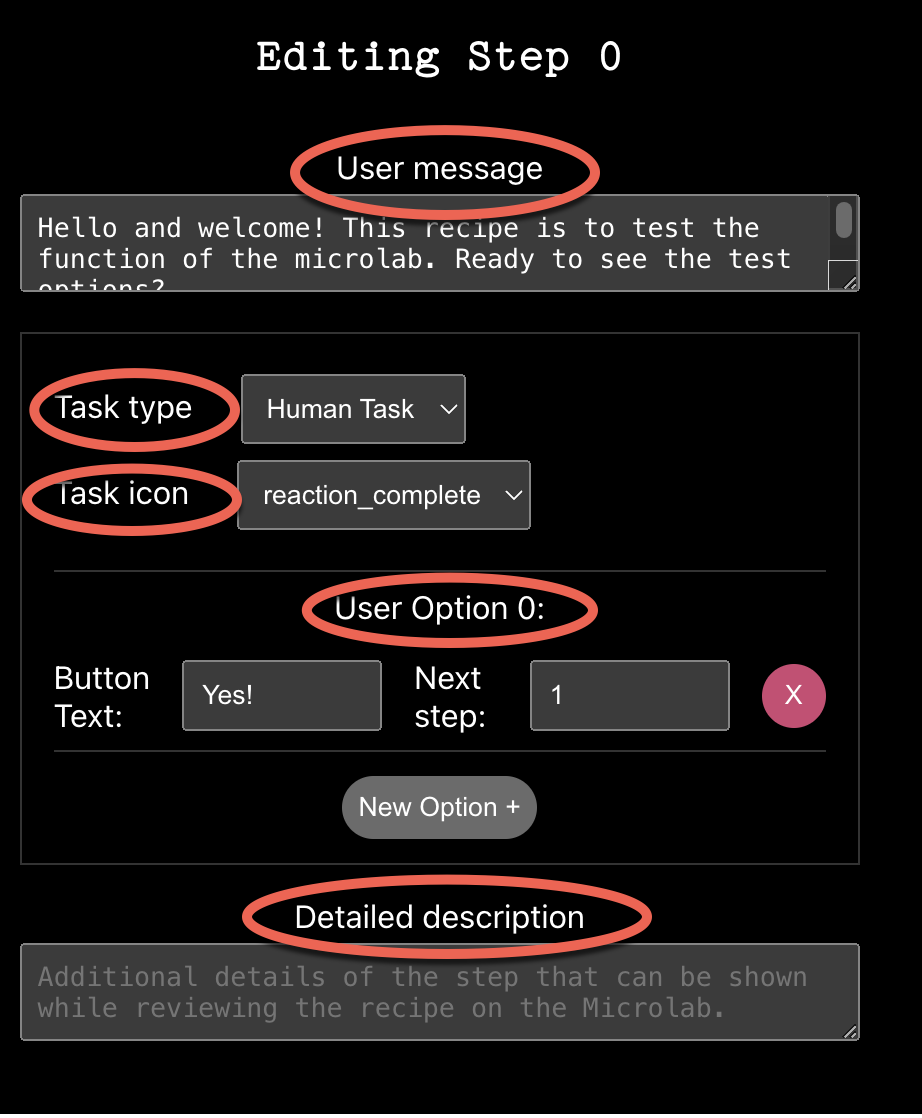 Editing Step 0
User message
Hello and welcome! This recipe is to test the
function of the microlab. Ready to see the test
options?
Task type
Human Task
Task icon
reaction_complete
User Option 0:
Button
Text:
Yes!
Next
step:
1
X
New Option +
Detailed description
Additional details of the step that can be shown
while reviewing the recipe on the Microlab.